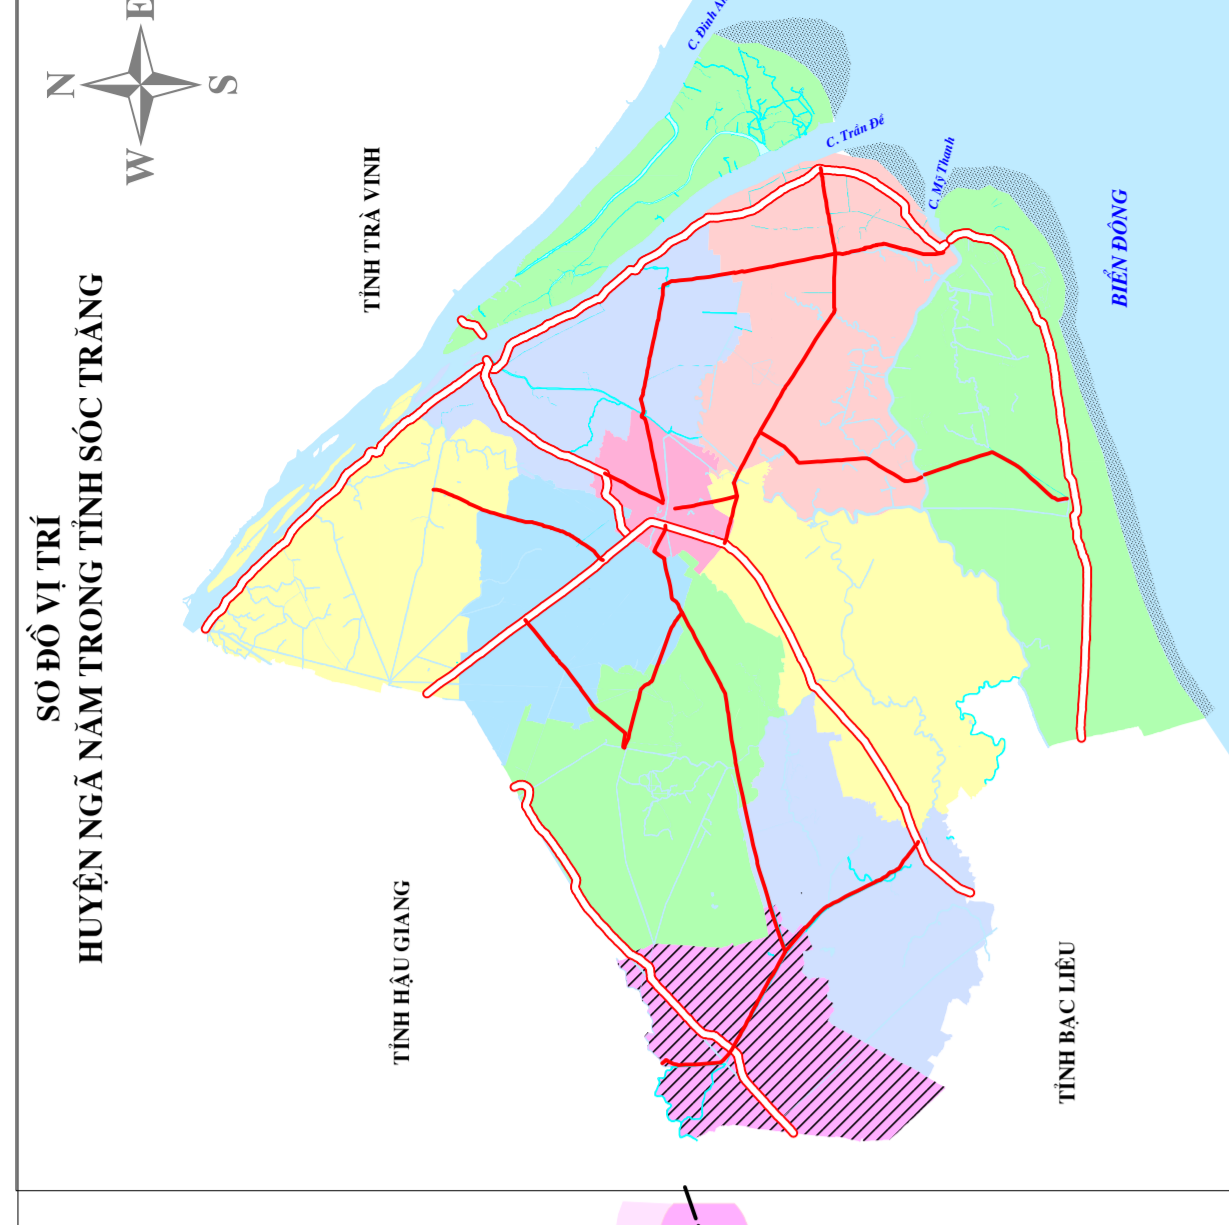 SƠ ĐỒ VỊ TRÍ
HUYỆN NGÃ NĂM TRONG TỈNH SÓC TRĂNG
N
E
S
W
TỈNH TRÀ VINH
C. Định
C. Trần Đề
C. Mỹ Thanh
BIỂN ĐÔNG
TỈNH HẬU GIANG
TỈNH BẠC LIÊU